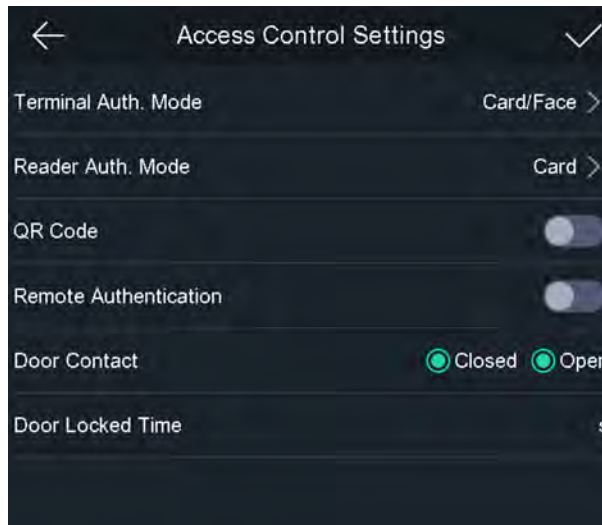 Access Control Settings
Terminal Auth. Mode Card/Face
Reader Auth. Mode Card
QR Code
Remote Authentication
Door Contact Closed Open
Door Locked Time s